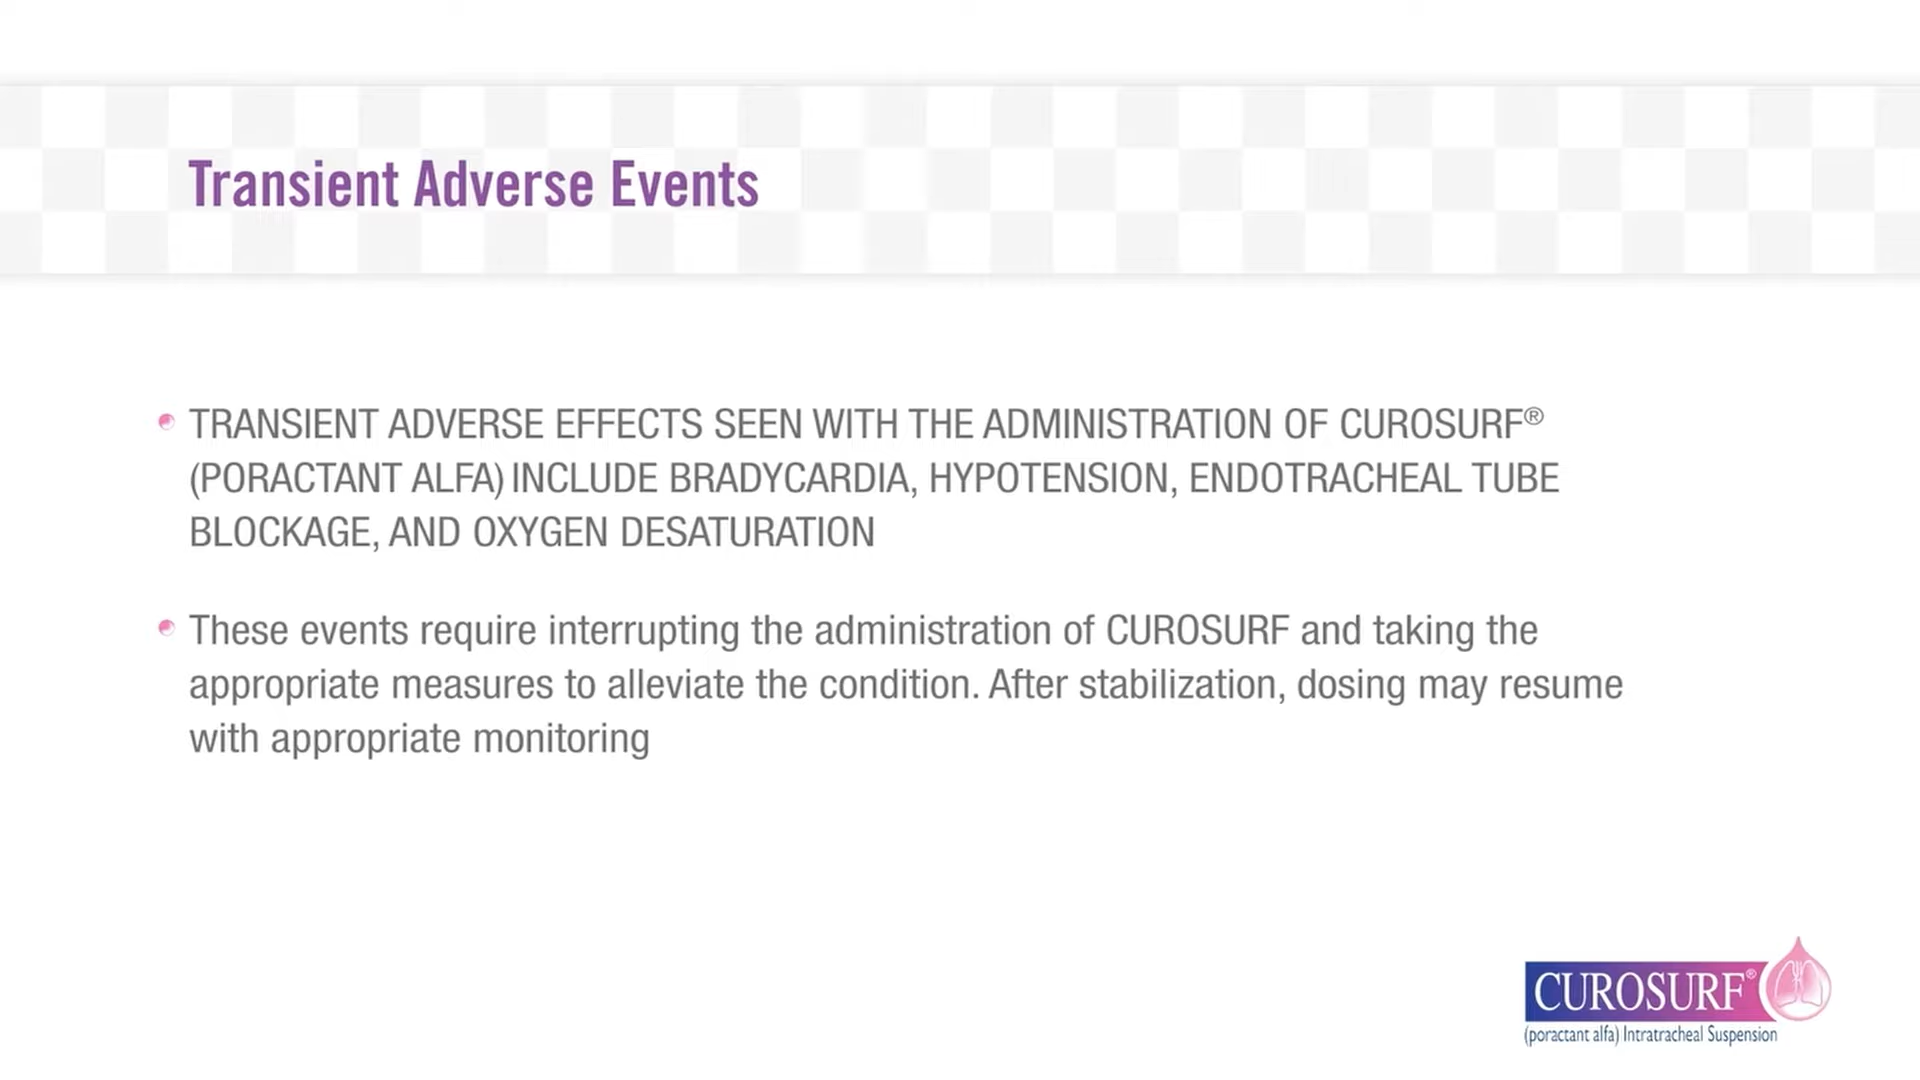 Transient Adverse Events
TRANSIENT ADVERSE EFFECTS SEEN WITH THE ADMINISTRATION OF CUROSURF®
(PORACTANT ALFA) INCLUDE BRADYCARDIA, HYPOTENSION, ENDOTRACHEAL TUBE
BLOCKAGE, AND OXYGEN DESATURATION
These events require interrupting the administration of CUROSURF and taking the
appropriate measures to alleviate the condition. After stabilization, dosing may resume
with appropriate monitoring
CUROSURF®
(poractant alfa) Intratracheal Suspension